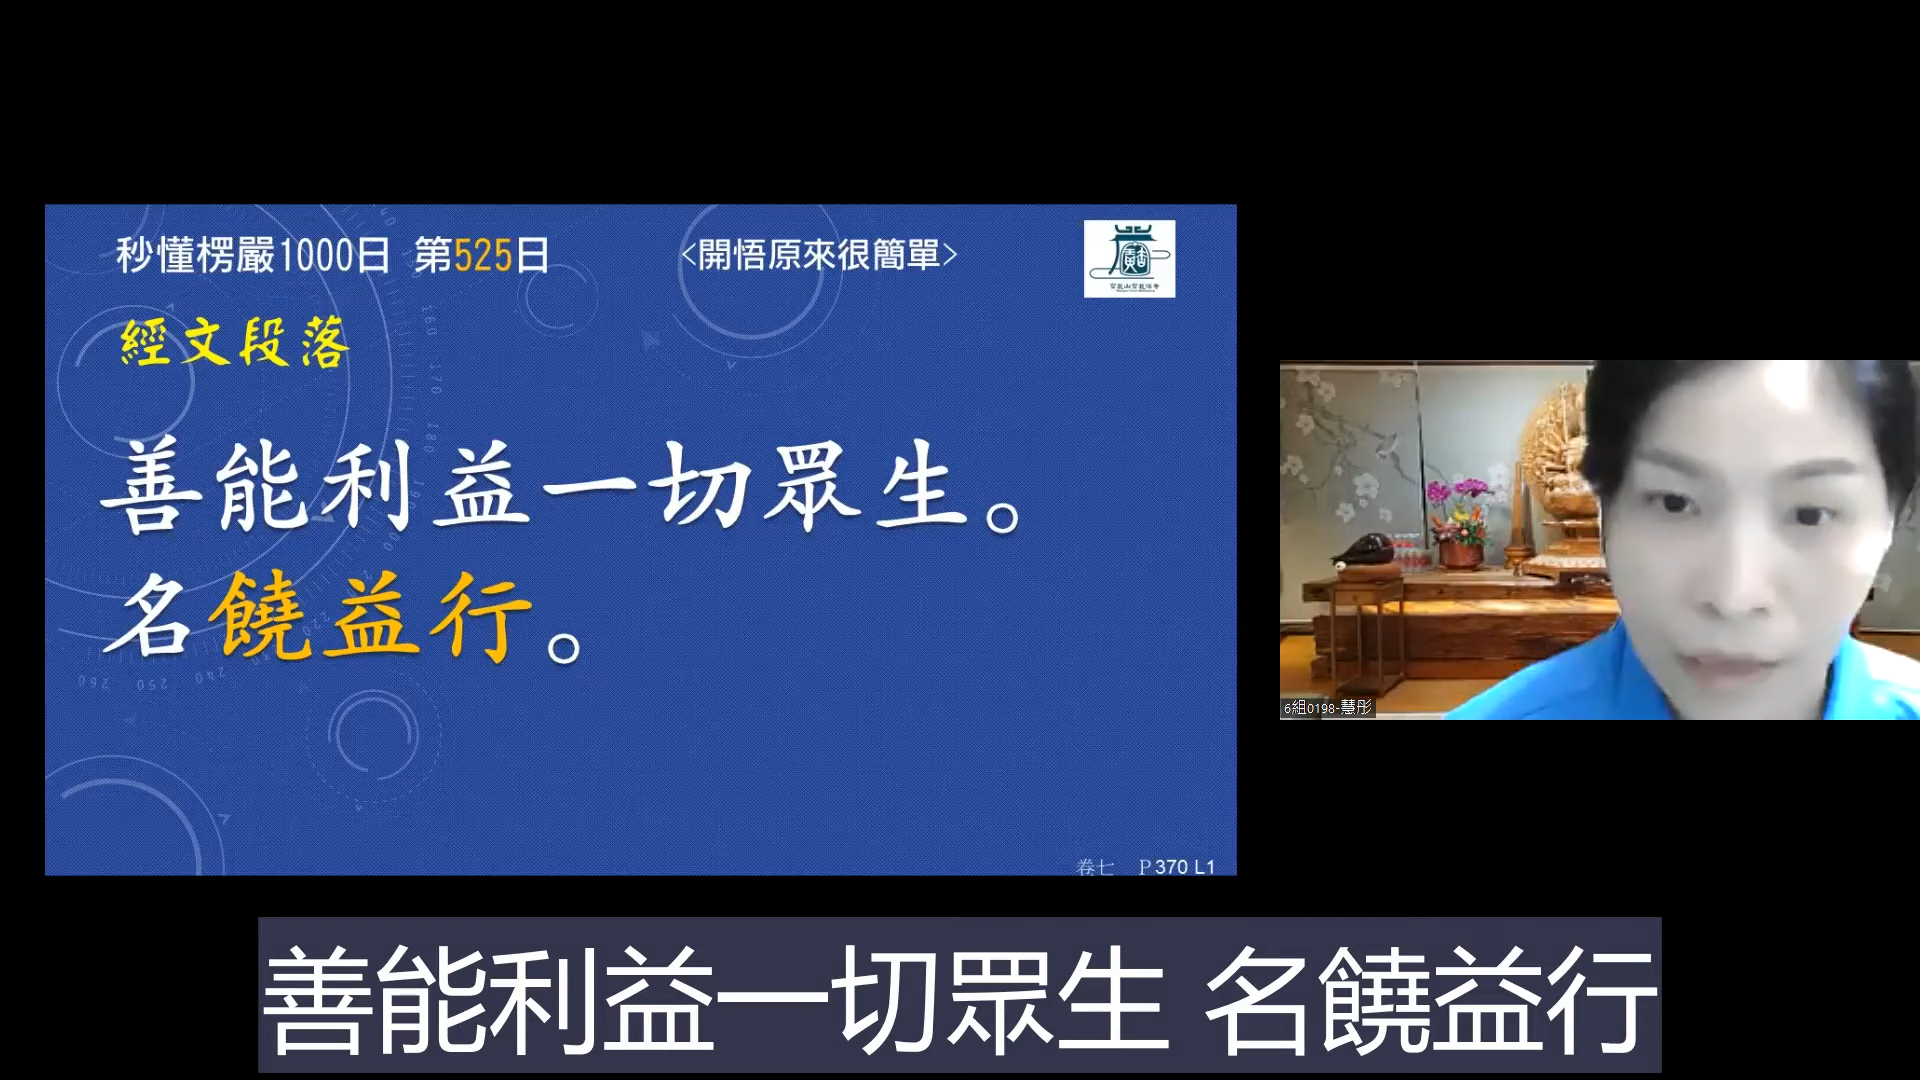 秒懂楞嚴1000日 第525日
<開悟原來很簡單>
經文段落
善能利益一切眾生。
名饒益行。
卷七 P370 L1
6組0198-慧彤
善能利益一切眾生 名饒益行